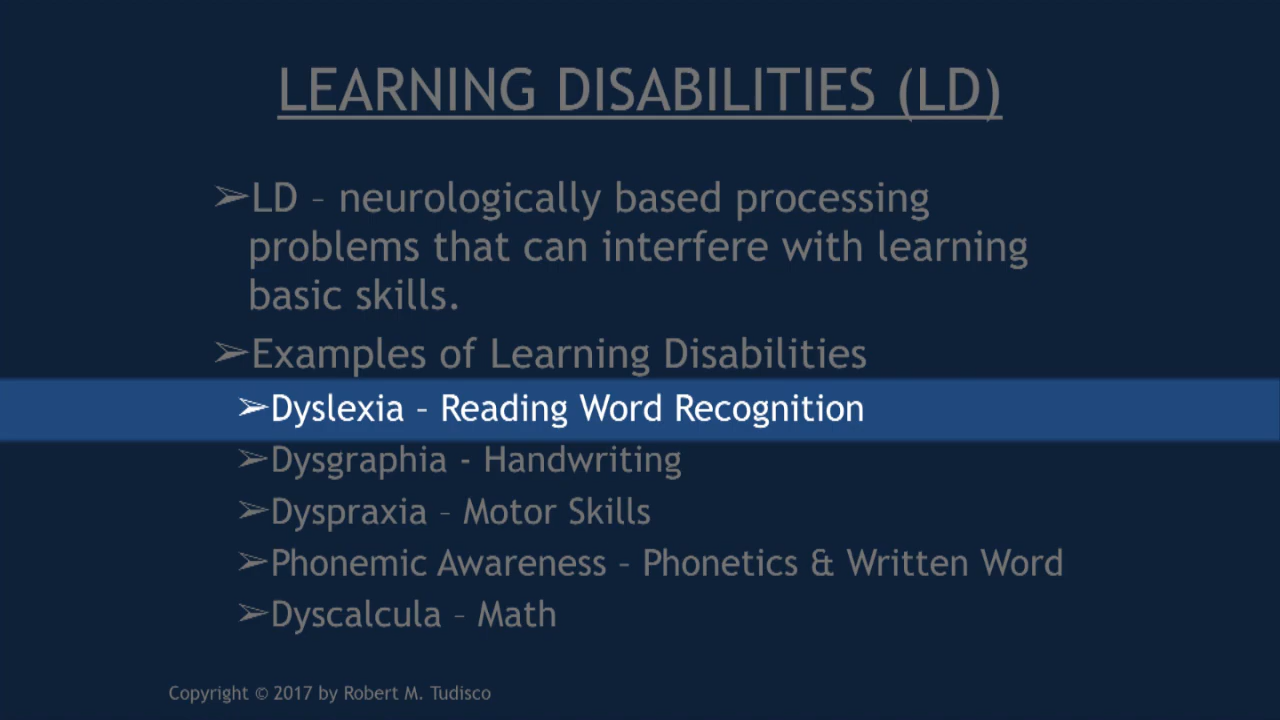 LEARNING DISABILITIES (LD)
➢LD – neurologically based processing
problems that can interfere with learning
basic skills.
➢Examples of Learning Disabilities
➢Dyslexia – Reading Word Recognition
➢Dysgraphia - Handwriting
➢Dyspraxia – Motor Skills
➢Phonemic Awareness – Phonetics & Written Word
➢Dyscalcula – Math
Copyright © 2017 by Robert M. Tudisco